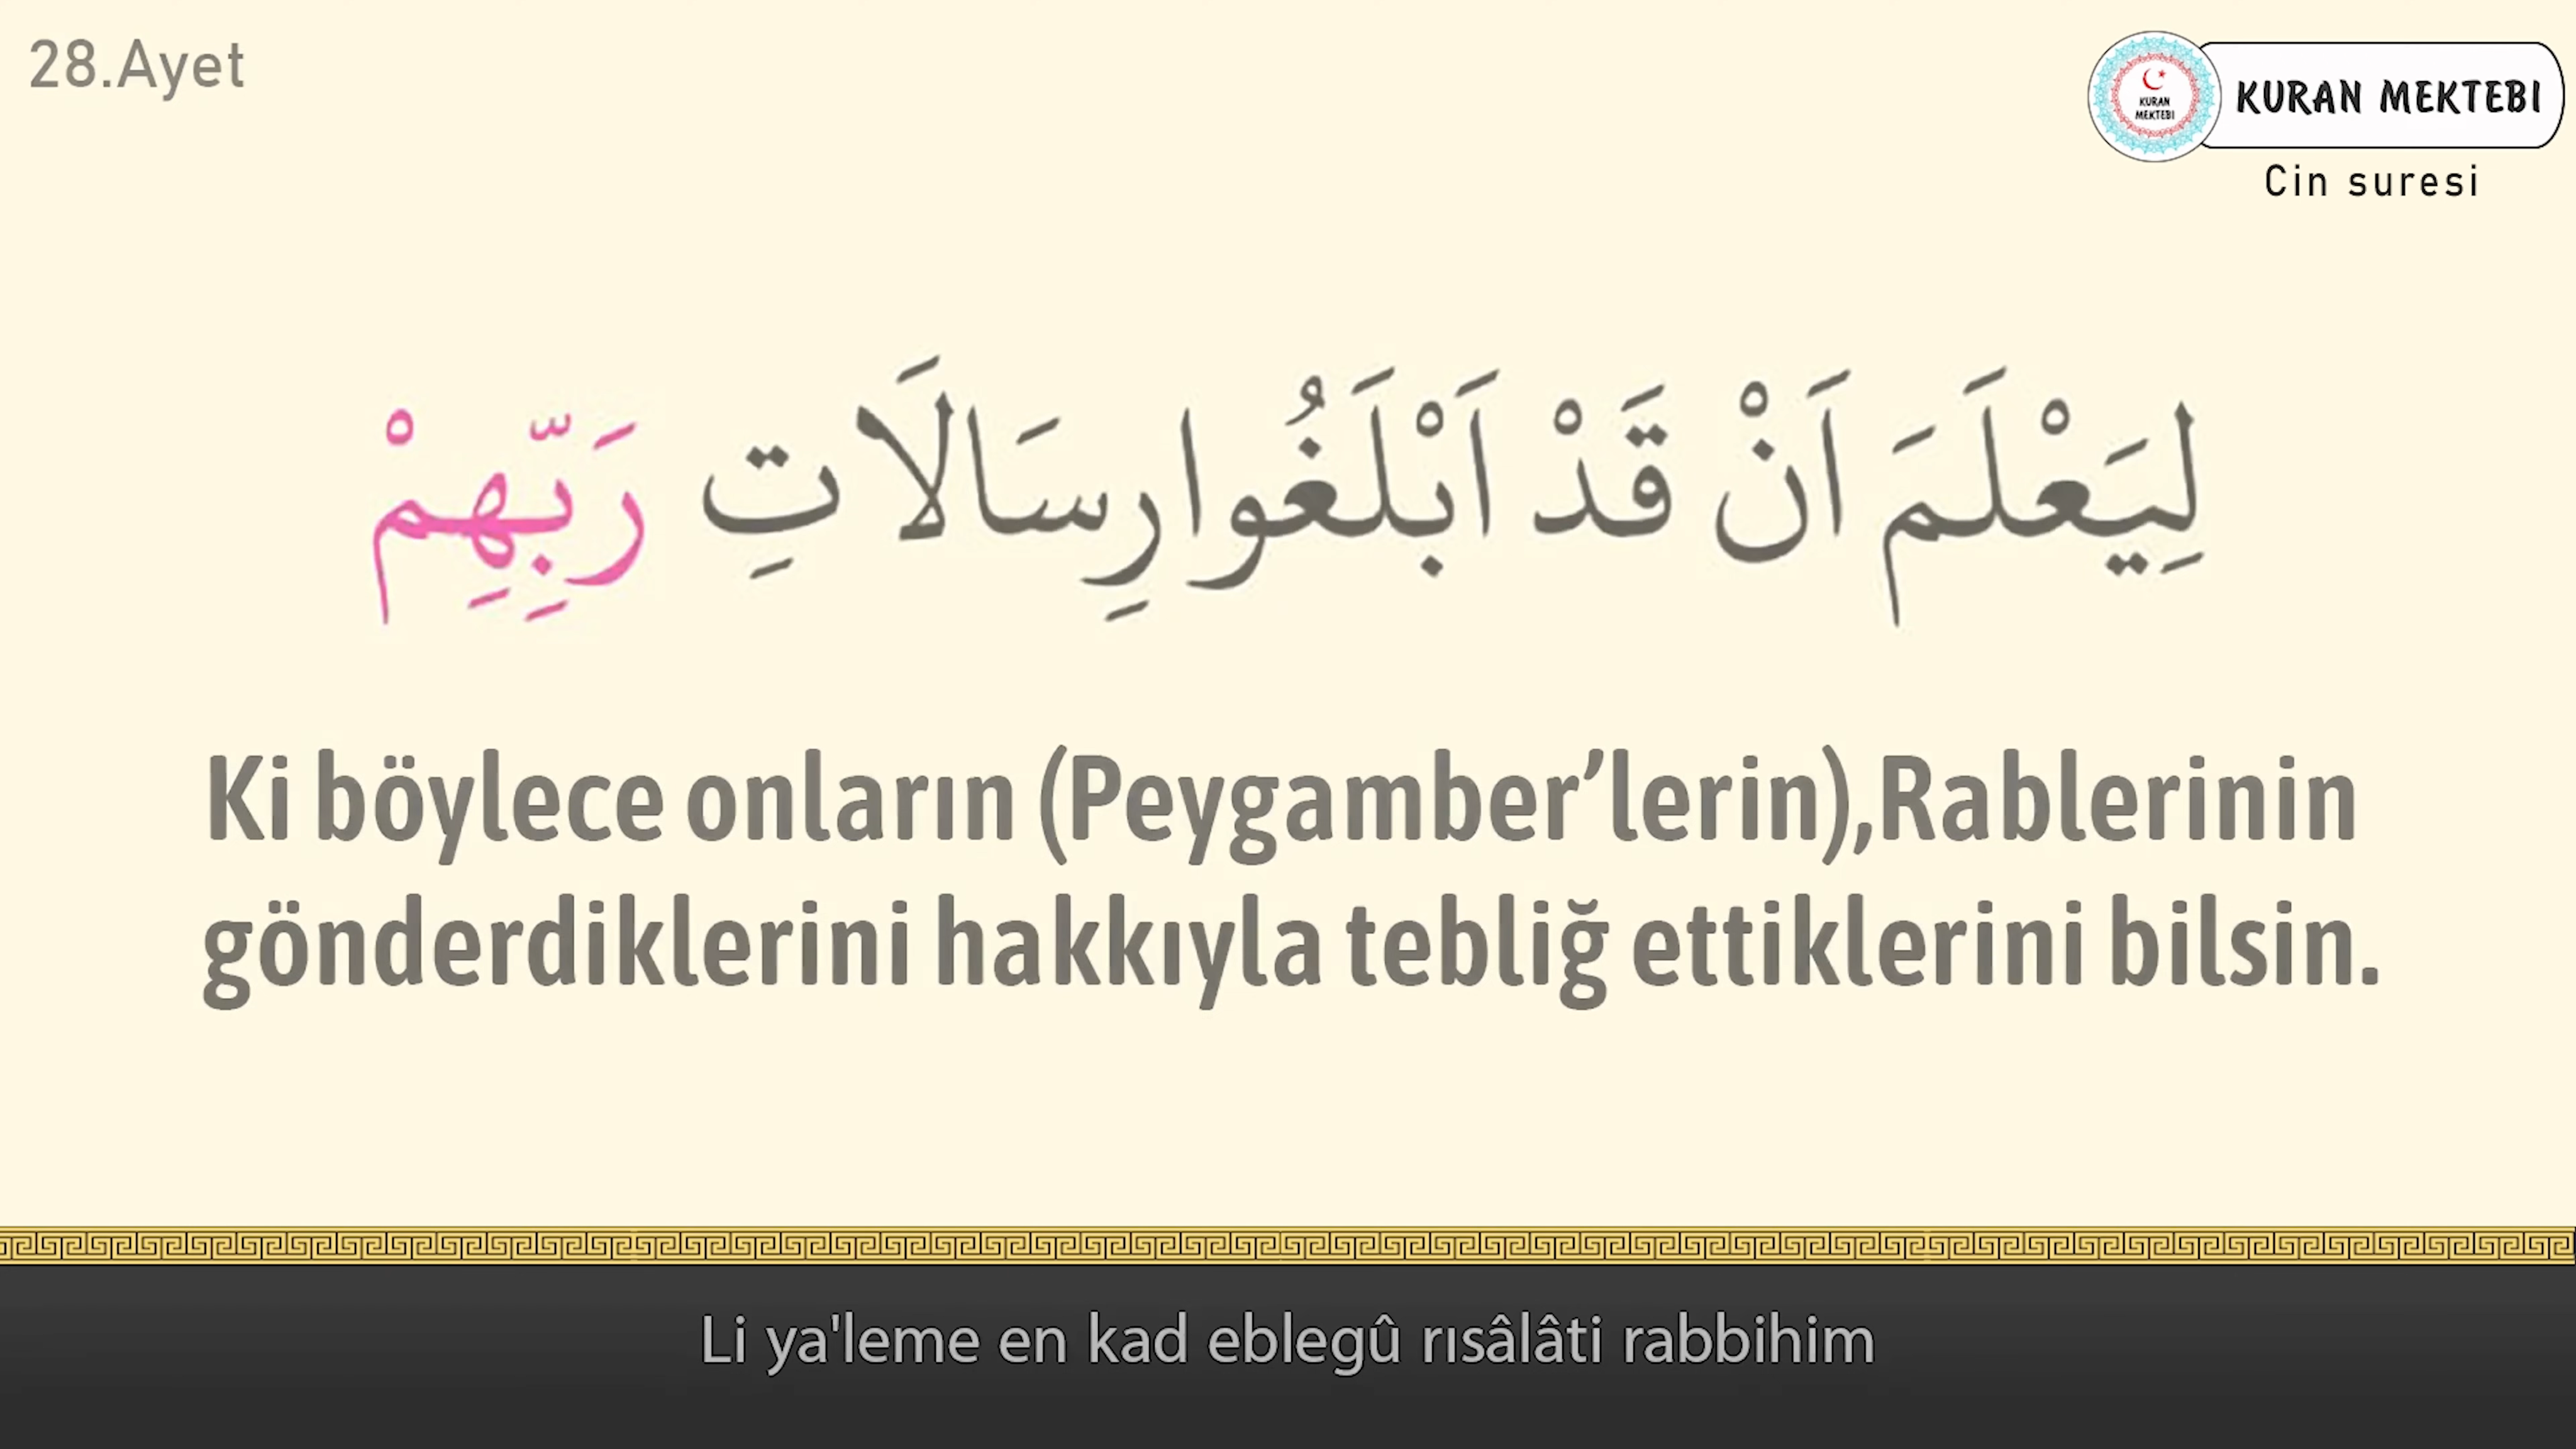 28.Ayet
KURAN
MEKTEBI
KURAN MEKTEBI
Cin suresi
لِيَعْلَمَ اَنْ قَدْ اَبْلَغُوا رِسَالَاتِ رَبِّهِمْ
Ki böylece onların (Peygamber’lerin),Rablerinin
gönderdiklerini hakkıyla tebliğ ettiklerini bilsin.
Li ya'leme en kad eblegû rısâlâti rabbihim